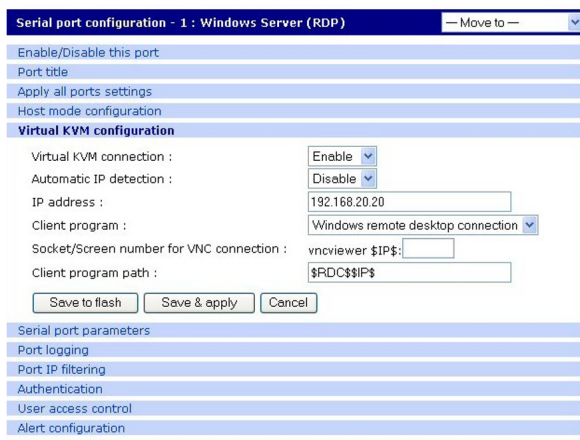 Serial port configuration - 1 : Windows Server (RDP) — Move to —
Enable/Disable this port
Port title
Apply all ports settings
Host mode configuration
Virtual KVM configuration
Virtual KVM connection : Enable
Automatic IP detection : Disable
IP address : 192.168.20.20
Client program : Windows remote desktop connection
Socket/Screen number for VNC connection : vncviewer $IP$:
Client program path : $RDC$$IP$
Save to flash Save & apply Cancel
Serial port parameters
Port logging
Port IP filtering
Authentication
User access control
Alert configuration